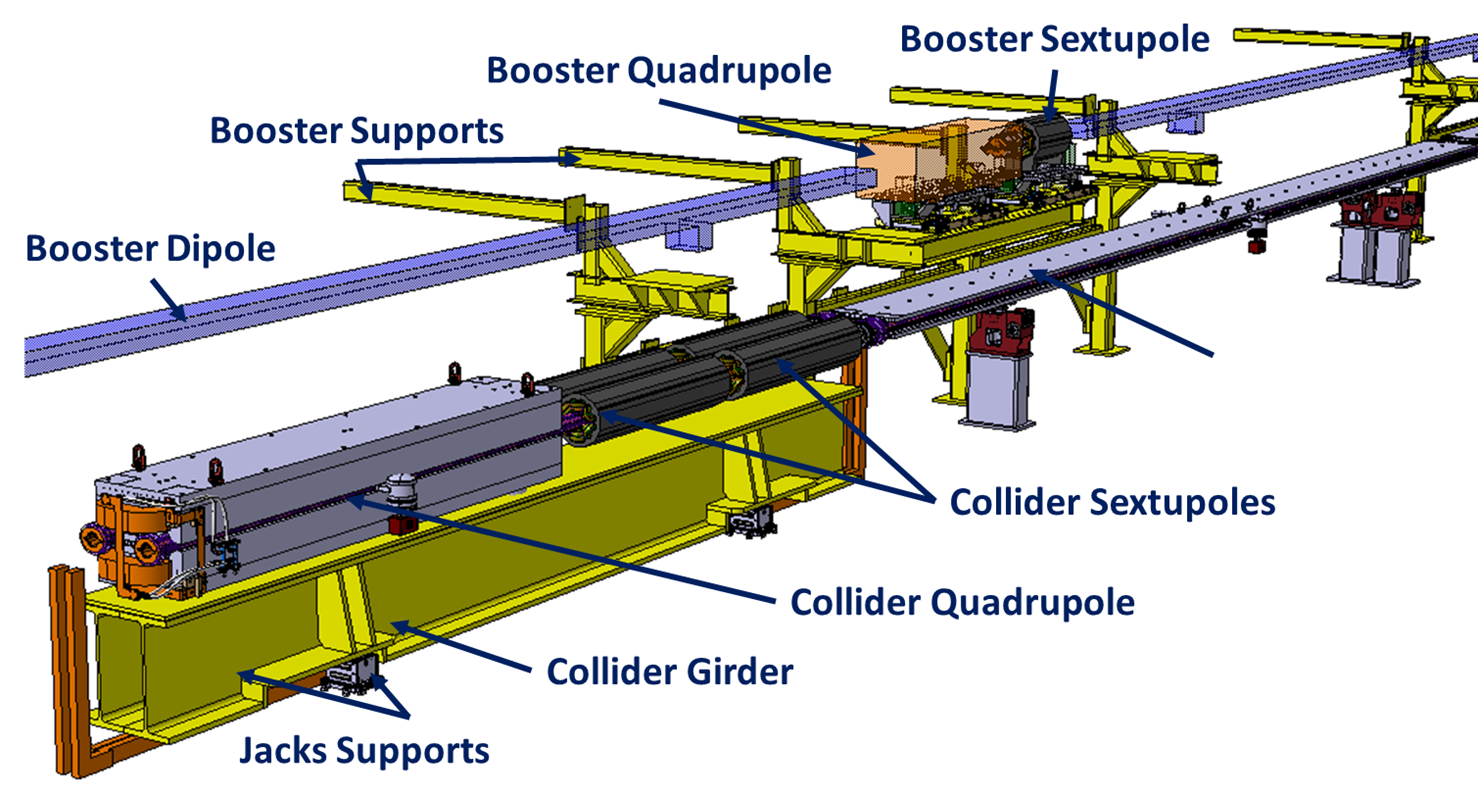 Booster Sextupole
Booster Quadrupole
Booster Supports
Booster Dipole
Collider Sextupoles
Collider Quadrupole
Collider Girder
Jacks Supports